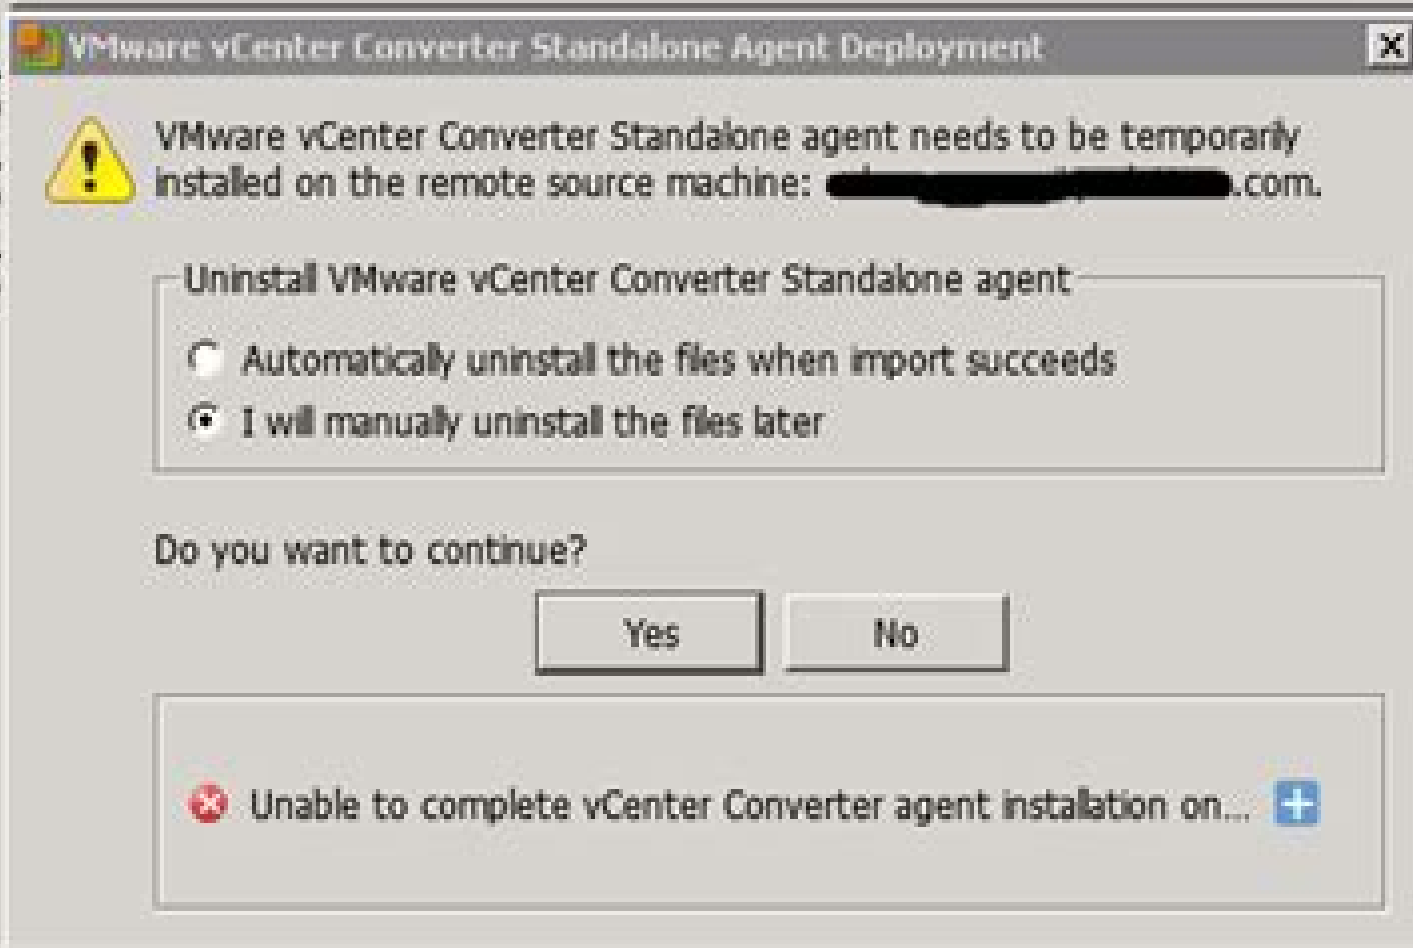 VMware vCenter Converter Standalone Agent Deployment
VMware vCenter Converter Standalone agent needs to be temporarily
installed on the remote source machine: .com.
Uninstall VMware vCenter Converter Standalone agent
Automatically uninstall the files when import succeeds
I will manually uninstall the files later
Do you want to continue?
Yes
No
Unable to complete vCenter Converter agent installation on...